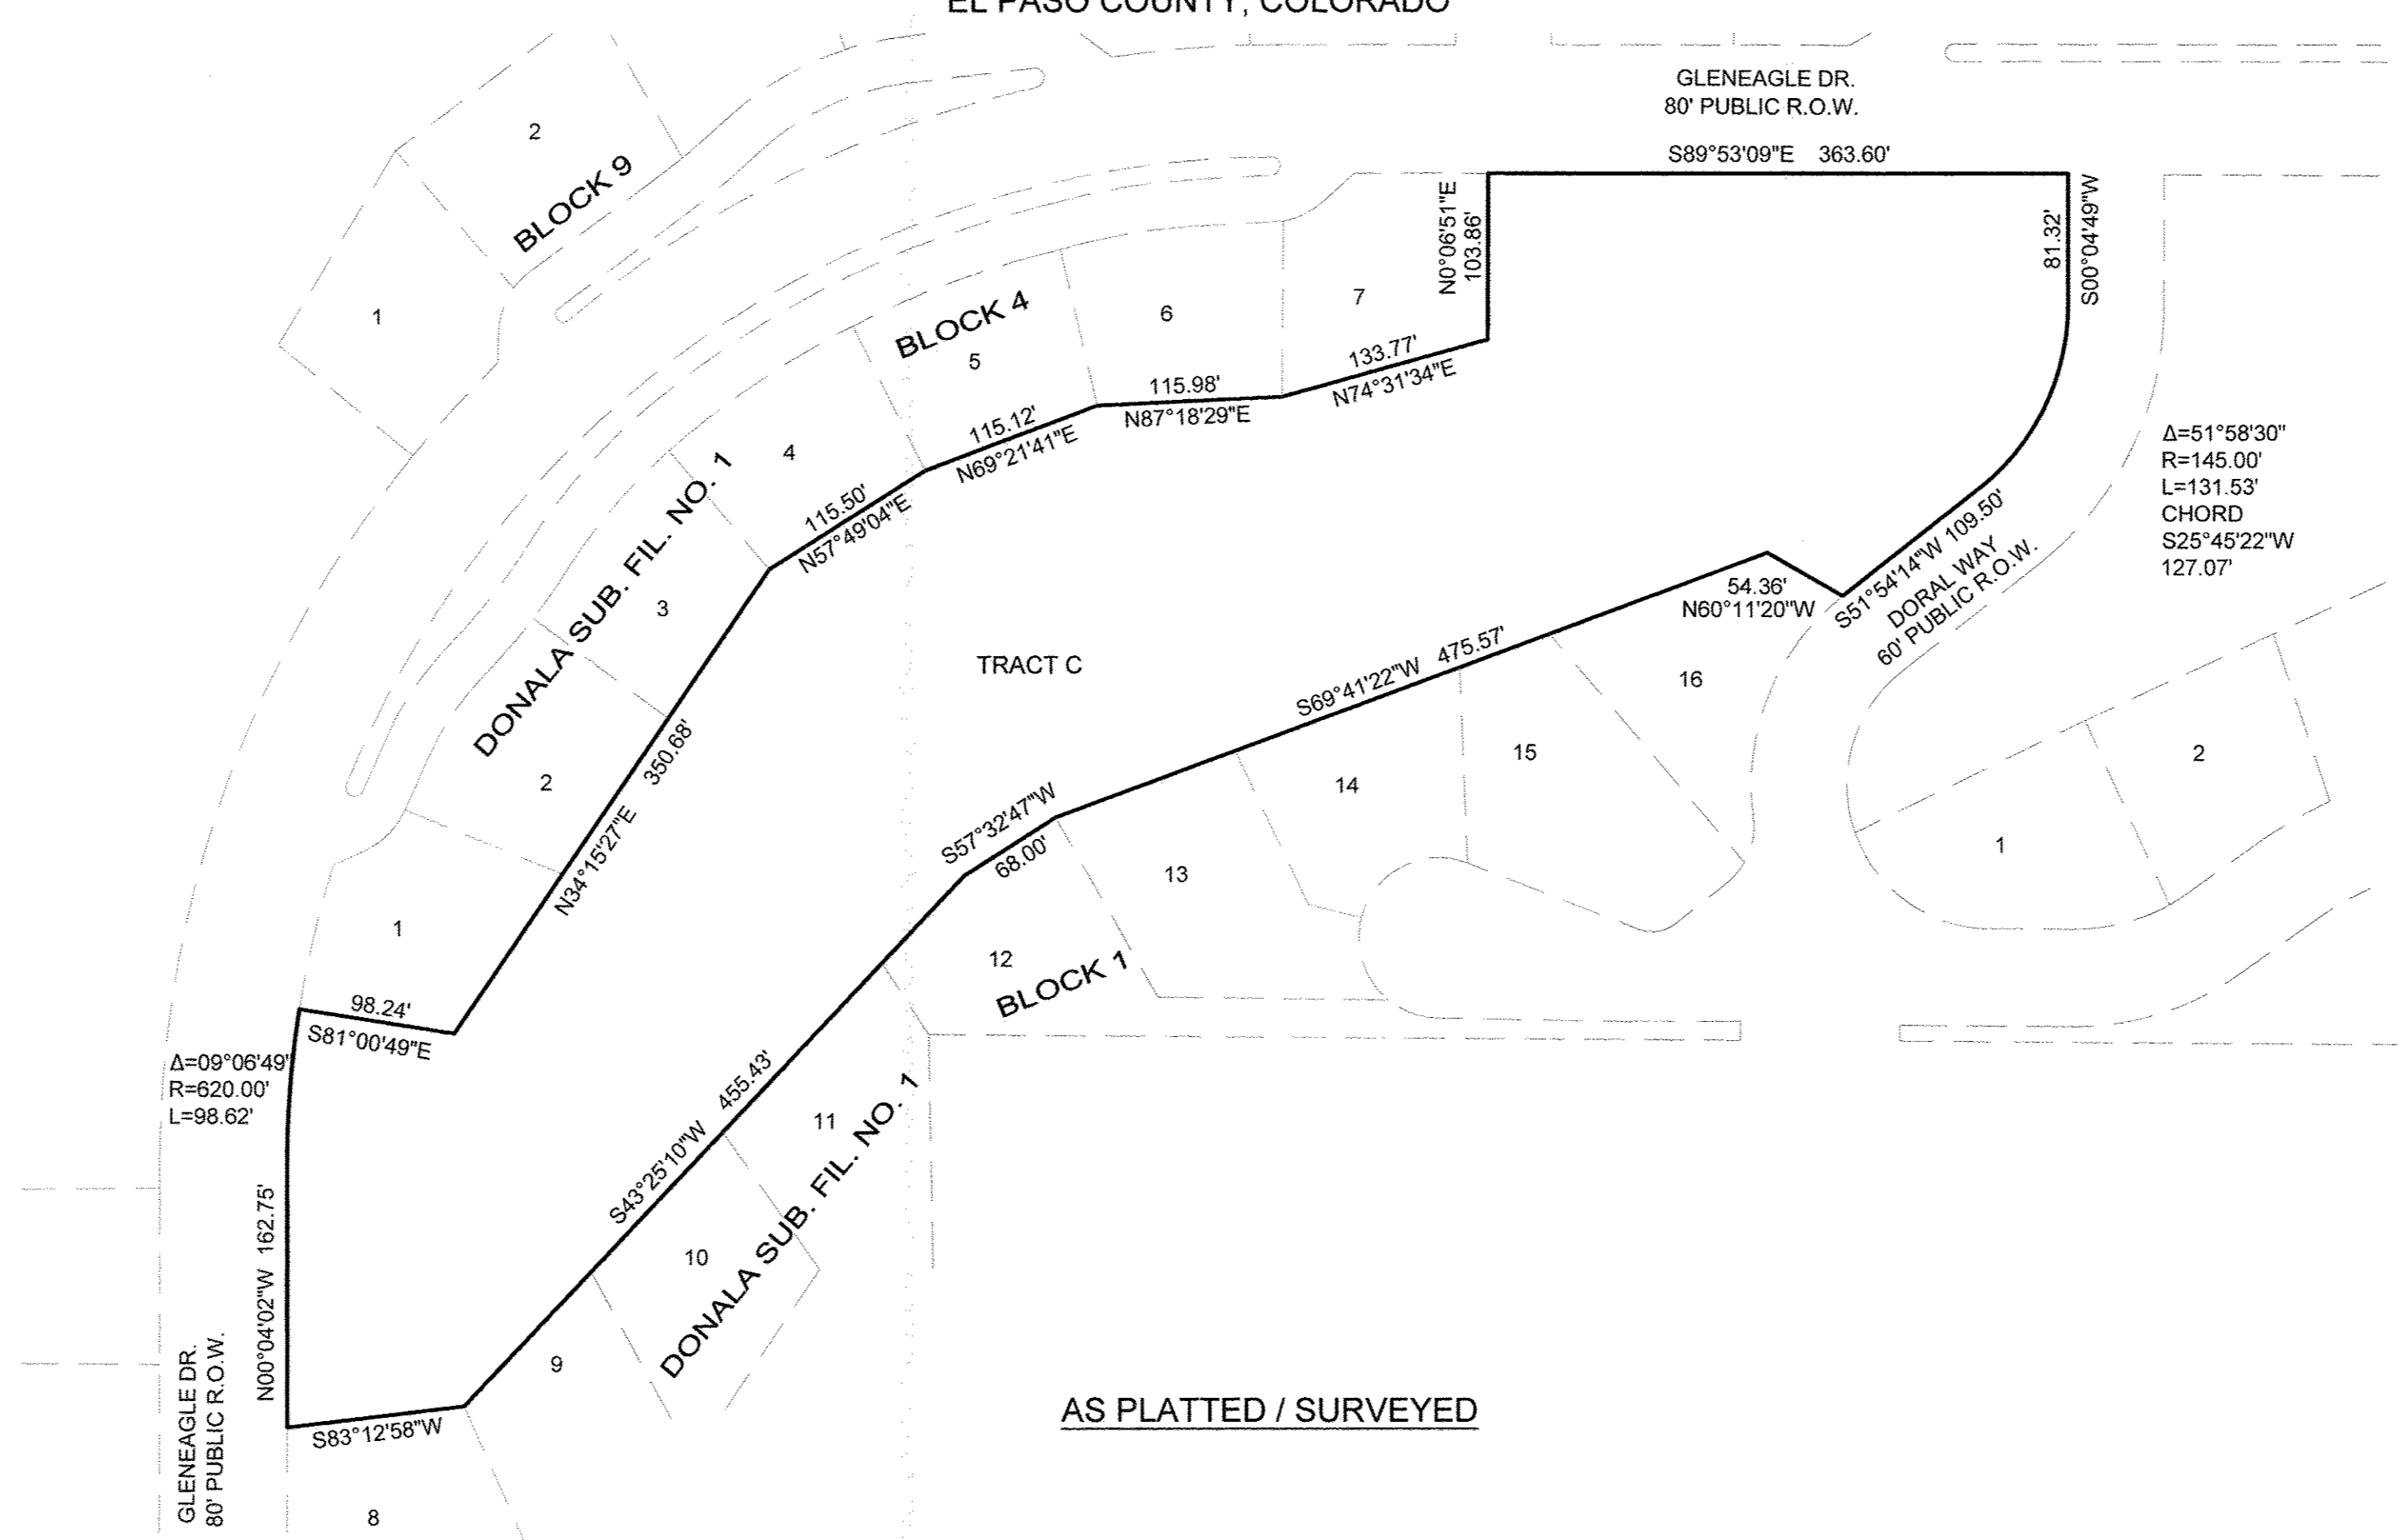 EL PASO COUNTY, COLORADO
GLENEAGLE DR.
80' PUBLIC R.O.W.
S89°53'09"E 363.60'
2
BLOCK 9
1
N0°06'51"E
103.86'
81.32'
S00°04'49"W
BLOCK 4
5
6
7
133.77'
N74°31'34"E
115.98'
N87°18'29"E
115.12'
N69°21'41"E
4
115.50'
N57°49'04"E
Δ=51°58'30"
R=145.00'
L=131.53'
CHORD
S25°45'22"W
127.07'
DONALA SUB. FIL. NO. 1
3
2
1
350.68'
N34°15'27"E
TRACT C
54.36'
N60°11'20"W
S51°54'14"W 109.50'
DORAL WAY
60' PUBLIC R.O.W.
S69°41'22"W 475.57'
16
15
14
13
12
BLOCK 1
2
1
S57°32'47"W
68.00'
98.24'
S81°00'49"E
Δ=09°06'49"
R=620.00'
L=98.62'
S43°25'10"W 455.43'
11
10
9
DONALA SUB. FIL. NO. 1
N00°04'02"W 162.75'
GLENEAGLE DR.
80' PUBLIC R.O.W.
S83°12'58"W
8
AS PLATTED / SURVEYED